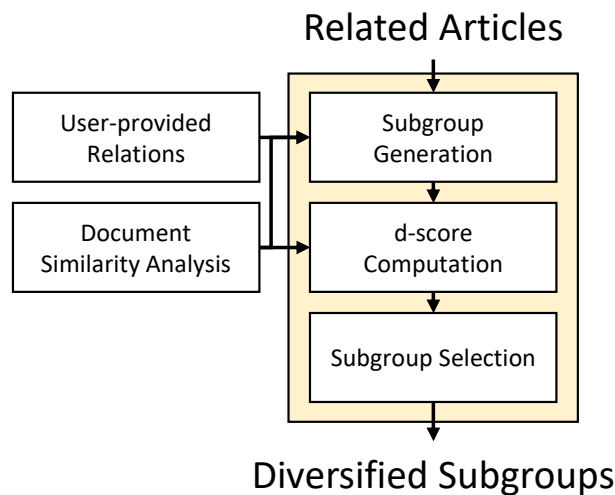 Related Articles
User-provided
Relations
Subgroup
Generation
Document
Similarity Analysis
d-score
Computation
Subgroup Selection
Diversified Subgroups